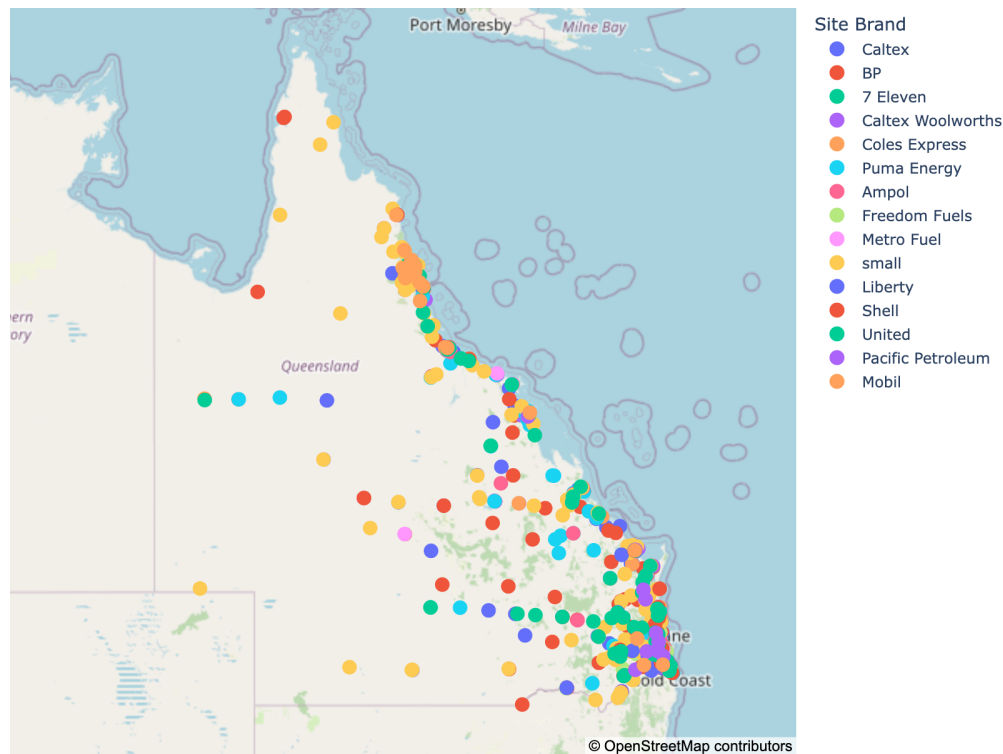 Port Moresby
Milne Bay
ern
ory
Queensland
ine
old Coast
© OpenStreetMap contributors
Site Brand
Caltex
BP
7 Eleven
Caltex Woolworths
Coles Express
Puma Energy
Ampol
Freedom Fuels
Metro Fuel
small
Liberty
Shell
United
Pacific Petroleum
Mobil